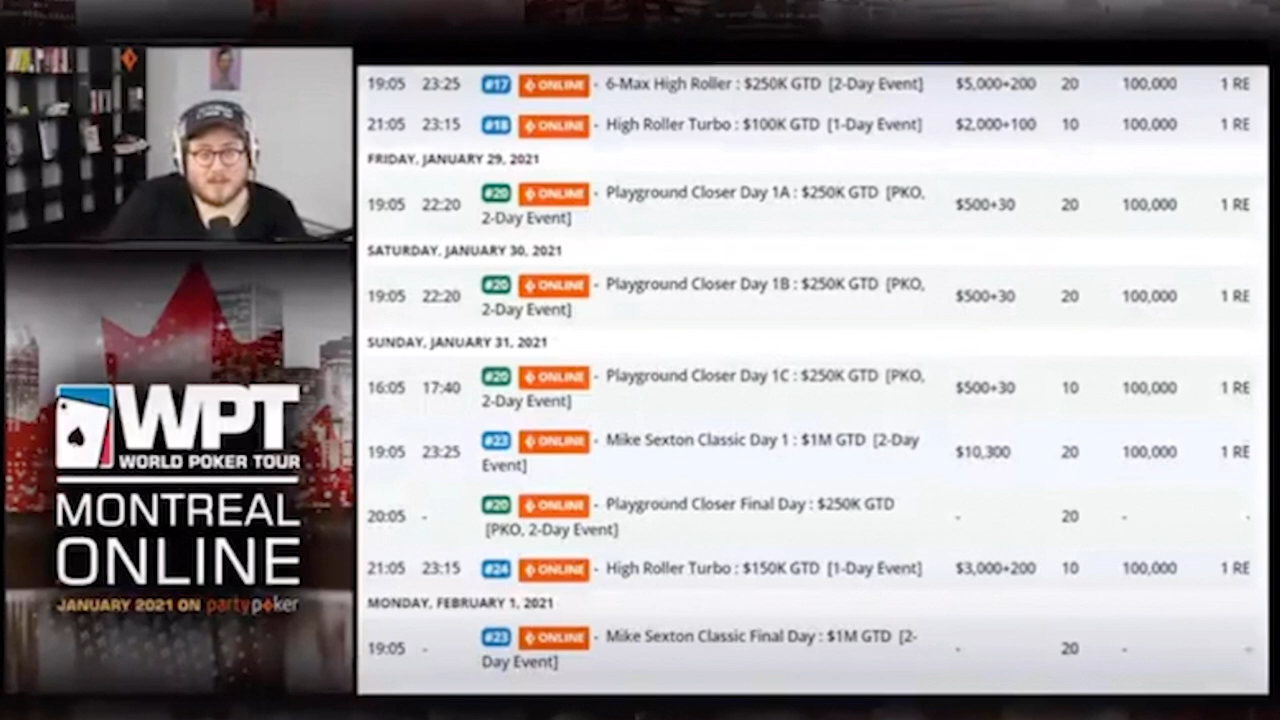 19:05 23:25 #17 ONLINE - 6-Max High Roller : $250K GTD [2-Day Event] $5,000+200 20 100,000 1 RE
21:05 23:15 #18 ONLINE - High Roller Turbo : $100K GTD [1-Day Event] $2,000+100 10 100,000 1 RE
FRIDAY, JANUARY 29, 2021
19:05 22:20 #20 ONLINE - Playground Closer Day 1A : $250K GTD [PKO,
2-Day Event] $500+30 20 100,000 1 RE
SATURDAY, JANUARY 30, 2021
19:05 22:20 #20 ONLINE - Playground Closer Day 1B : $250K GTD [PKO,
2-Day Event] $500+30 20 100,000 1 RE
SUNDAY, JANUARY 31, 2021
16:05 17:40 #20 ONLINE - Playground Closer Day 1C : $250K GTD [PKO,
2-Day Event] $500+30 10 100,000 1 RE
19:05 23:25 #23 ONLINE - Mike Sexton Classic Day 1 : $1M GTD [2-Day
Event] $10,300 20 100,000 1 RE
20:05 - #20 ONLINE - Playground Closer Final Day : $250K GTD
[PKO, 2-Day Event] - 20 - -
21:05 23:15 #24 ONLINE - High Roller Turbo : $150K GTD [1-Day Event] $3,000+200 10 100,000 1 RE
MONDAY, FEBRUARY 1, 2021
19:05 - #23 ONLINE - Mike Sexton Classic Final Day : $1M GTD [2-
Day Event] - 20 - -
WPT
WORLD POKER TOUR
MONTREAL
ONLINE
JANUARY 2021 ON partypoker